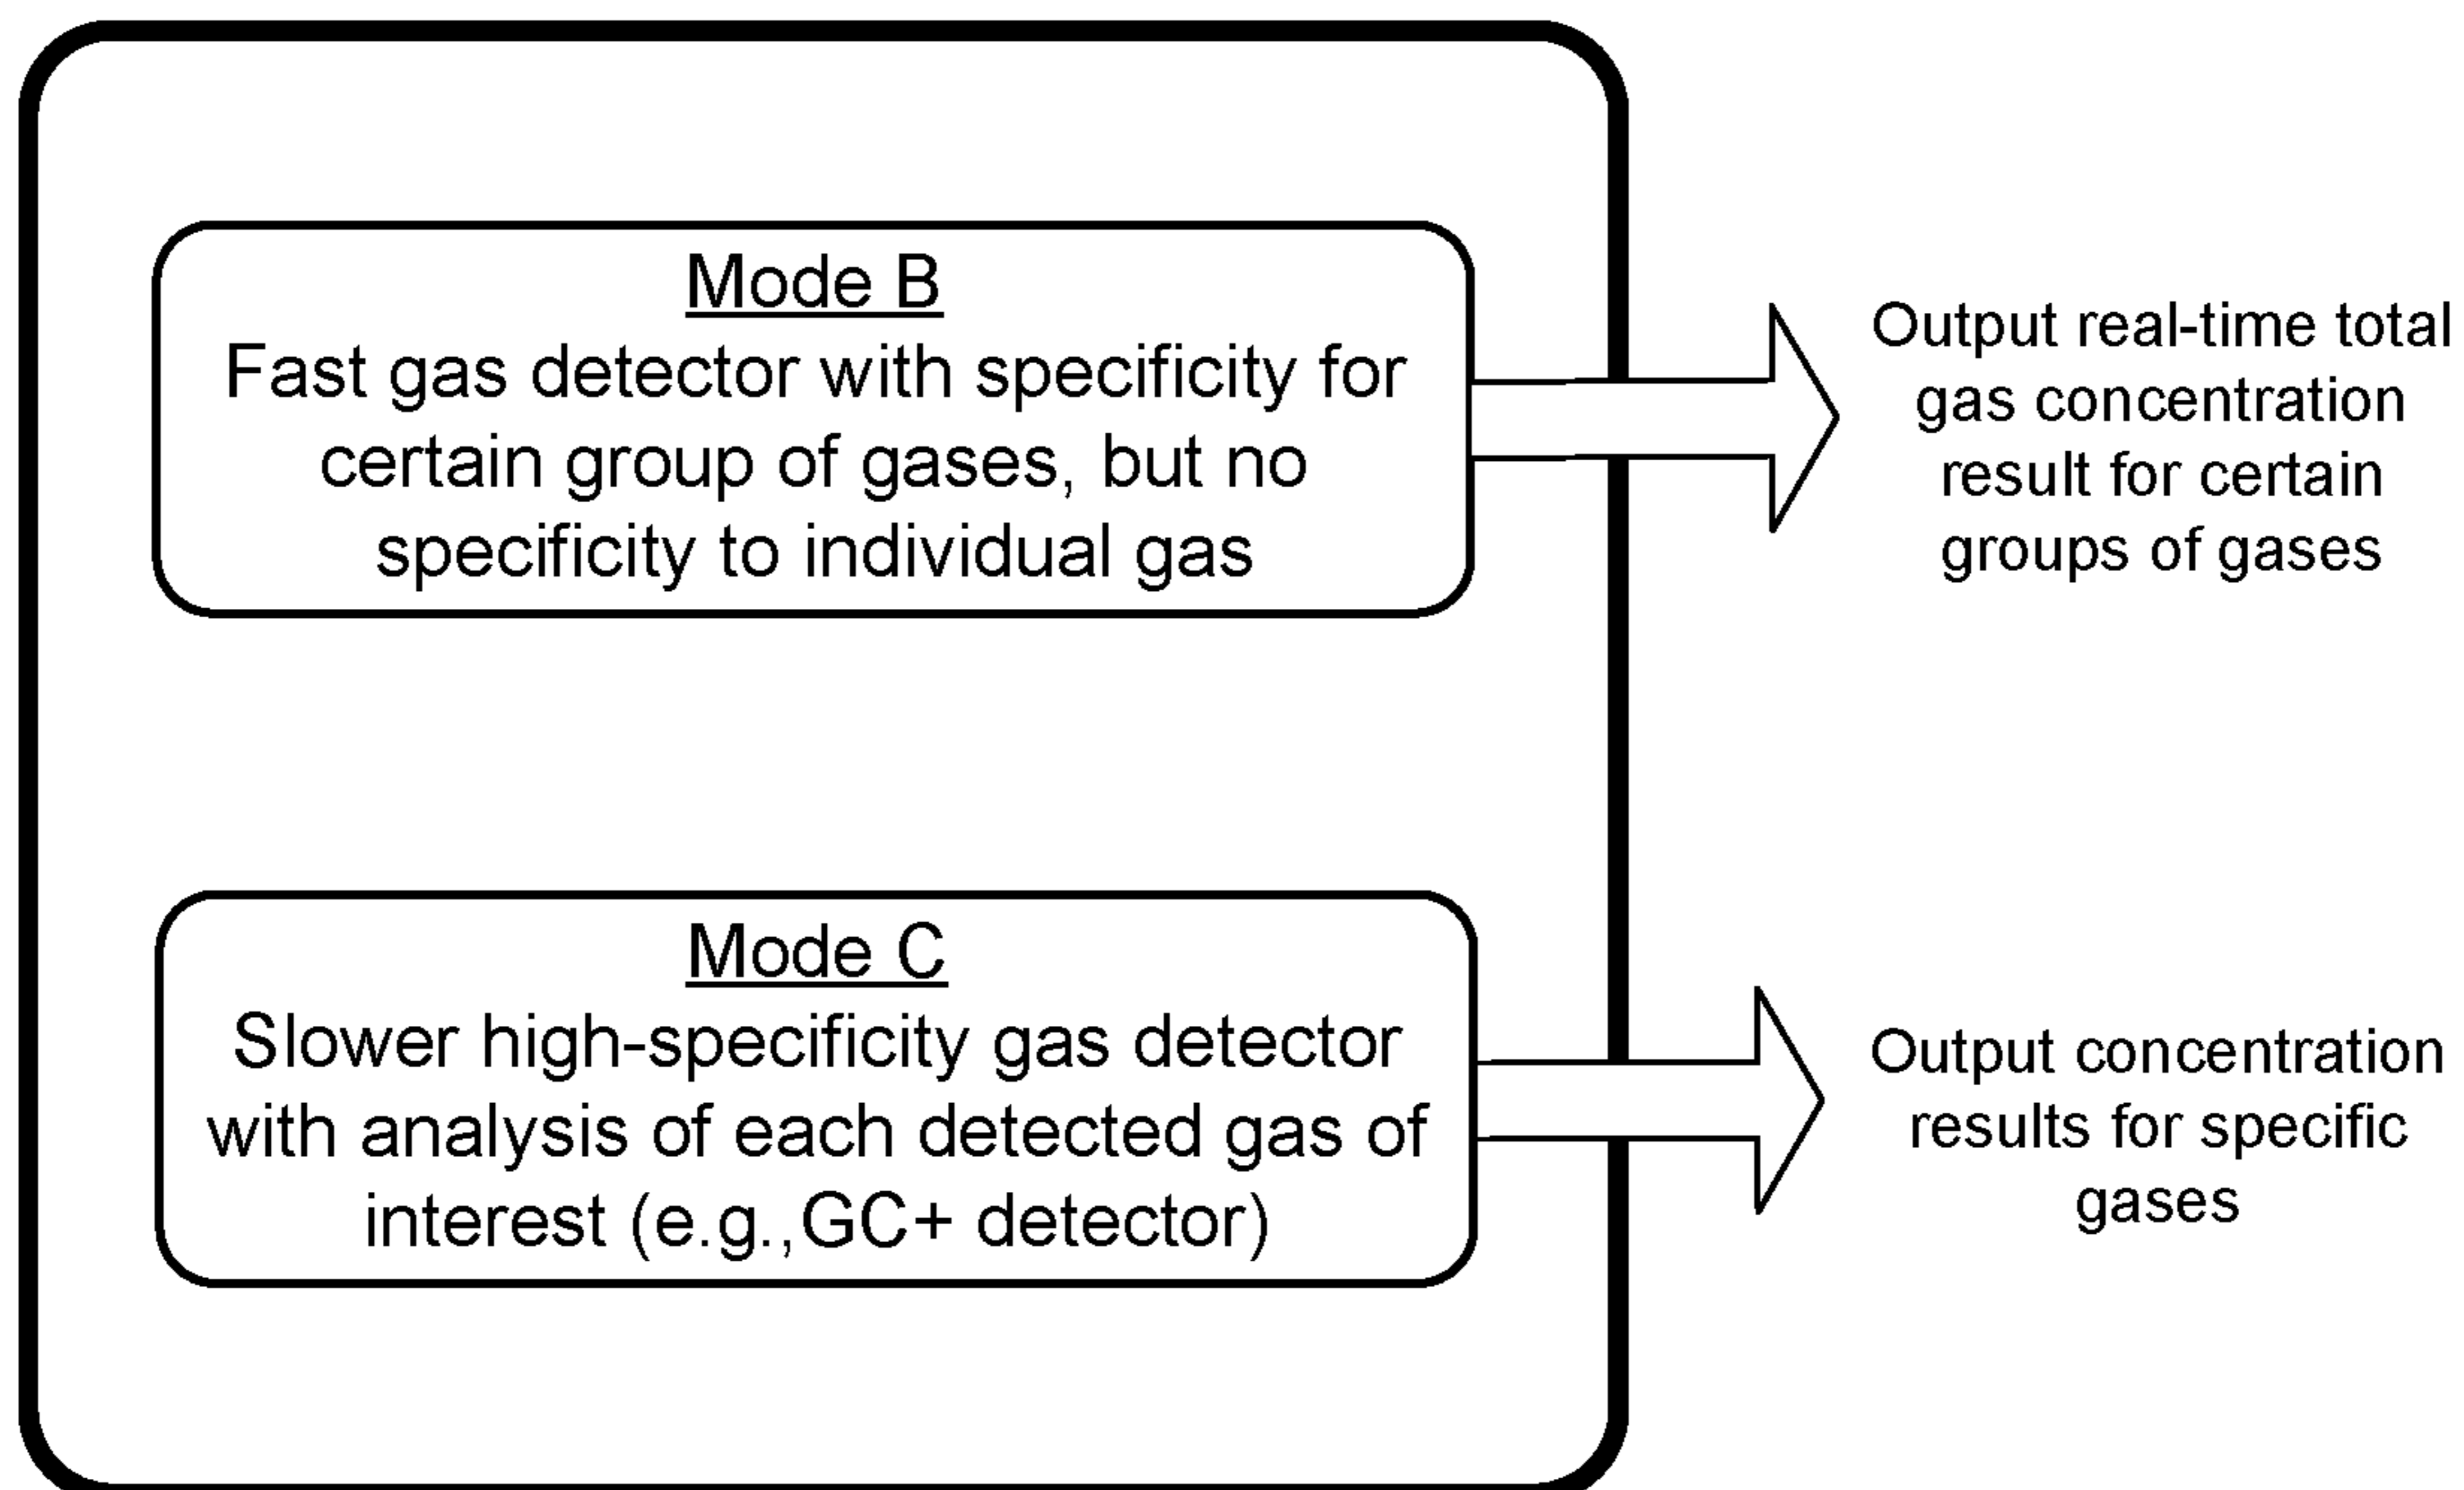 Mode B
Fast gas detector with specificity for
certain group of gases, but no
specificity to individual gas
Output real-time total
gas concentration
result for certain
groups of gases
Mode C
Slower high-specificity gas detector
with analysis of each detected gas of
interest (e.g.,GC+ detector)
Output concentration
results for specific
gases